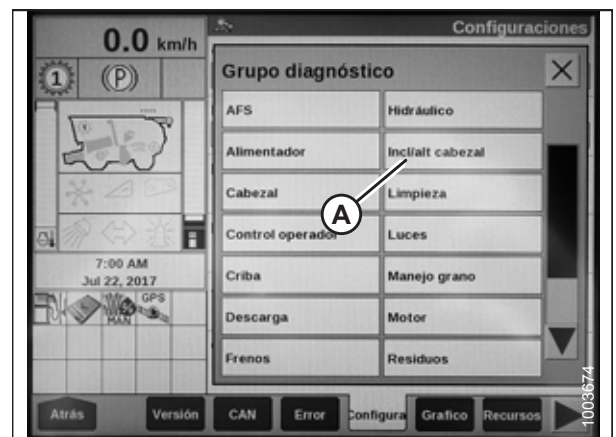 Configuraciones
0.0 km/h
1
(P)
Grupo diagnóstico
AFS
Hidráulico
Alimentador
Incl/alt cabezal
Cabezal
Limpieza
A
Control operador
Luces
Criba
Manejo grano
Descarga
Motor
Frenos
Residuos
7:00 AM
Jul 22, 2017
GPS
MAN
Atrás
Versión
CAN
Error
Configura
Grafico
Recursos
1003674